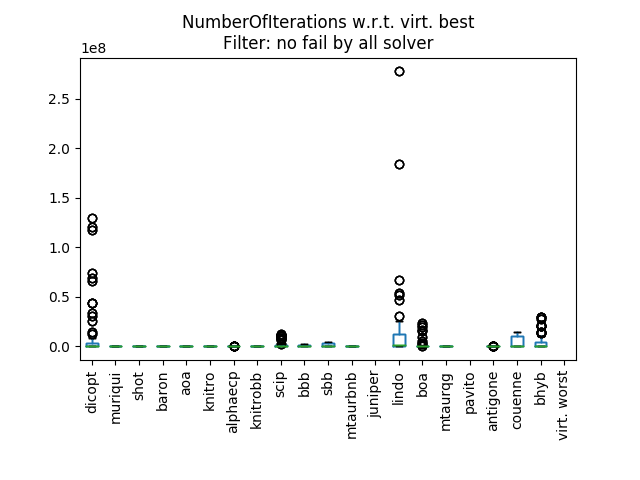 NumberOfIterations w.r.t. virt. best
Filter: no fail by all solver
1e8
2.5
2.0
1.5
1.0
0.5
0.0
dicopt
muriqui
shot
baron
aoa
knitro
alphaecp
knitrobb
scip
bbb
sbb
mtaurbnb
juniper
lindo
boa
mtaurqg
pavito
antigone
couenne
bhyb
virt. worst